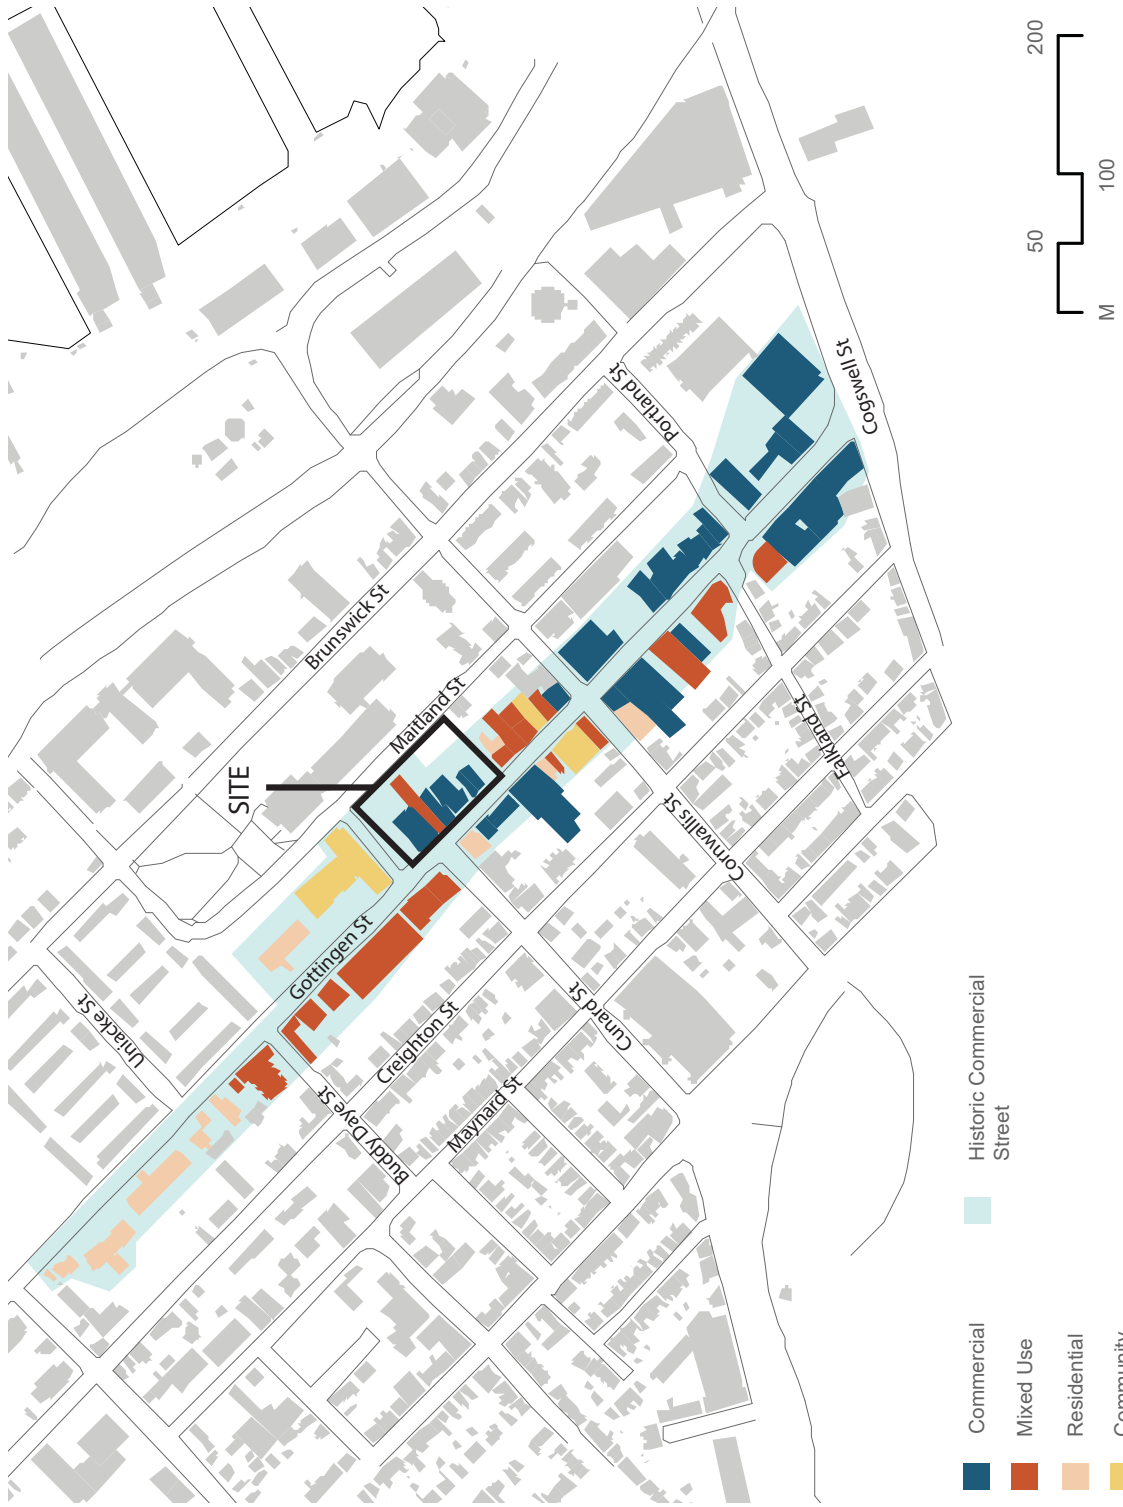 SITE
Brunswick St
Maitland St
Portland St
Cogswell St
Gottingen St
Uniacke St
Creighton St
Buddy Daye St
Maynard St
Cunard St
Cornwallis St
Falkland St
M
50
100
200
Commercial
Mixed Use
Residential
Community
Historic Commercial
Street